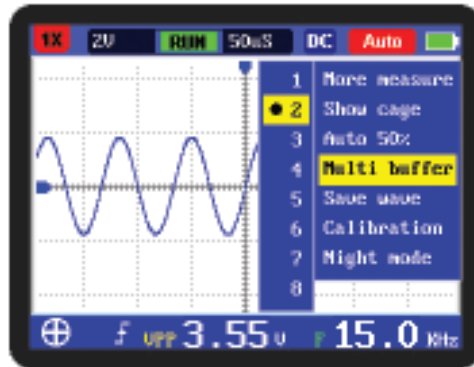 1X 2V RUN 50uS DC Auto
1 More measure
2 Show cage
3 Auto 50%
4 Multi buffer
5 Save wave
6 Calibration
7 Night mode
8
VPP 3.55 V F 15.0 KHz